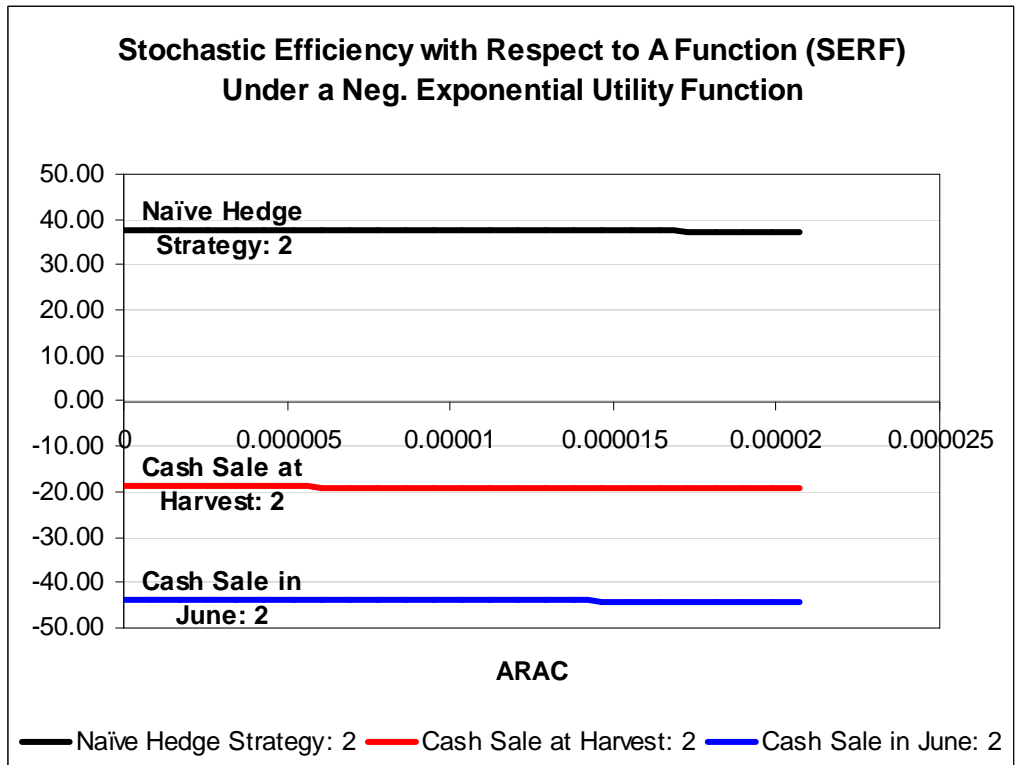 Stochastic Efficiency with Respect to A Function (SERF)
Under a Neg. Exponential Utility Function
50.00
40.00
30.00
20.00
10.00
0.00
-10.00
-20.00
-30.00
-40.00
-50.00
Naïve Hedge
Strategy: 2
0 0.000005 0.00001 0.000015 0.00002 0.000025
Cash Sale at
Harvest: 2
Cash Sale in
June: 2
ARAC
Naïve Hedge Strategy: 2 Cash Sale at Harvest: 2 Cash Sale in June: 2